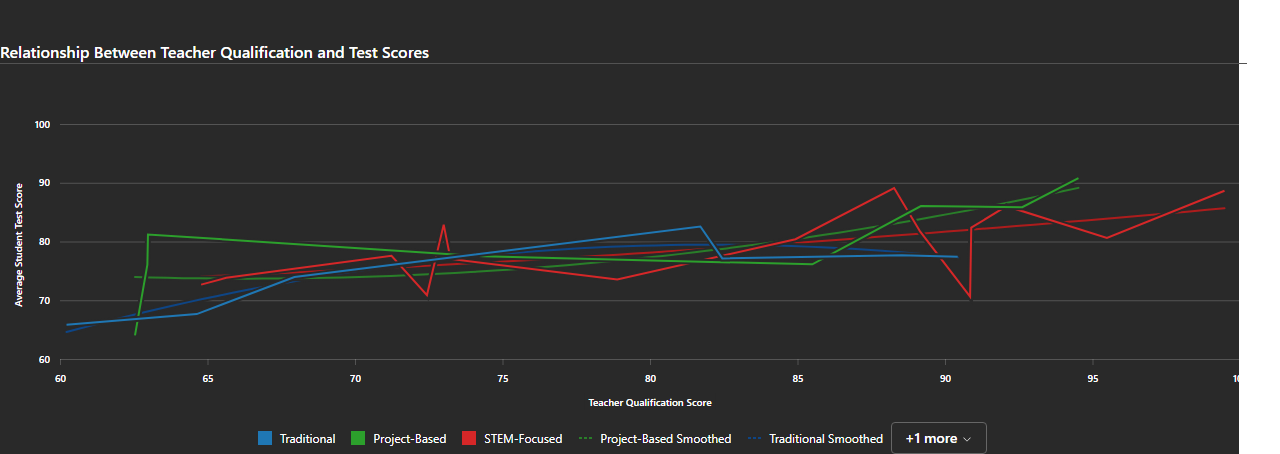 Relationship Between Teacher Qualification and Test Scores
100
90
80
70
60
Average Student Test Score
60 65 70 75 80 85 90 95 10
Teacher Qualification Score
Traditional Project-Based STEM-Focused Project-Based Smoothed Traditional Smoothed +1 more